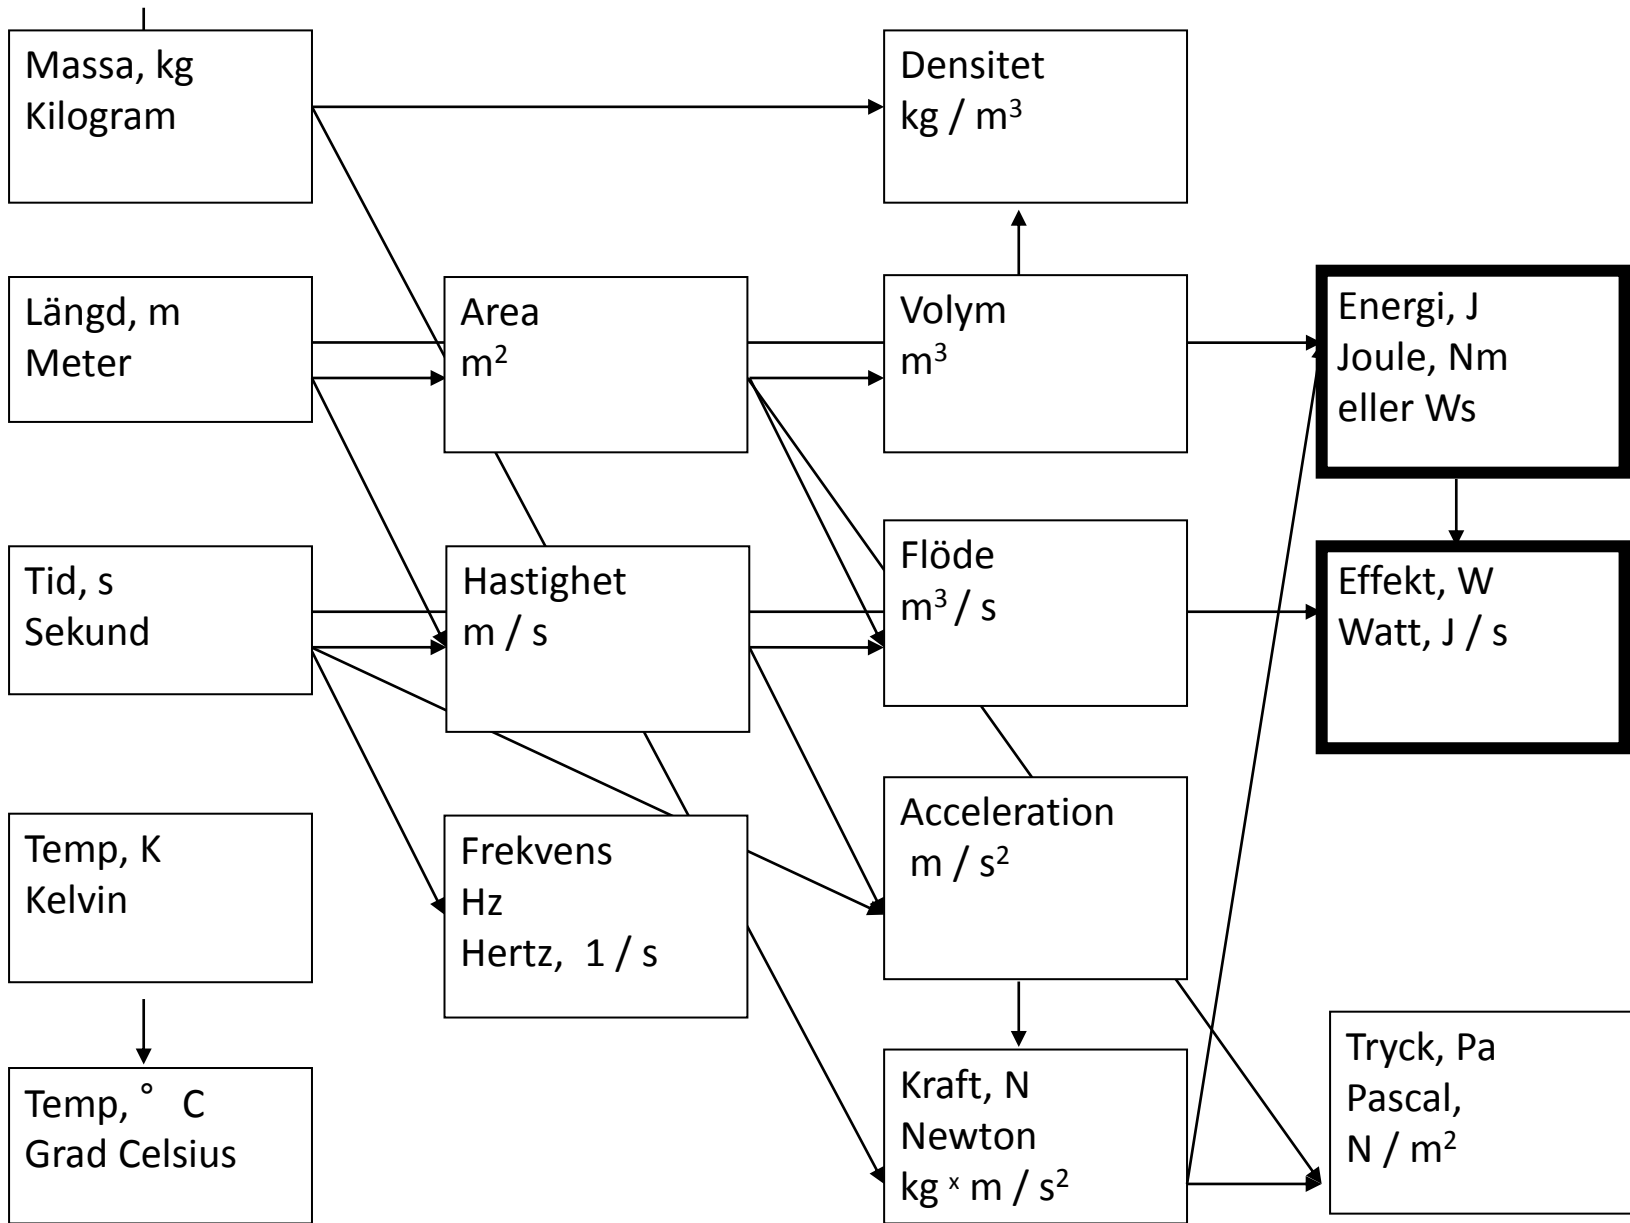 Massa, kg
Kilogram
Densitet
kg / m³
Längd, m
Meter
Area
m²
Volym
m³
Energi, J
Joule, Nm
eller Ws
Tid, s
Sekund
Hastighet
m / s
Flöde
m³ / s
Effekt, W
Watt, J / s
Temp, K
Kelvin
Frekvens
Hz
Hertz, 1 / s
Acceleration
m / s²
Temp, ° C
Grad Celsius
Kraft, N
Newton
kg ˣ m / s²
Tryck, Pa
Pascal,
N / m²